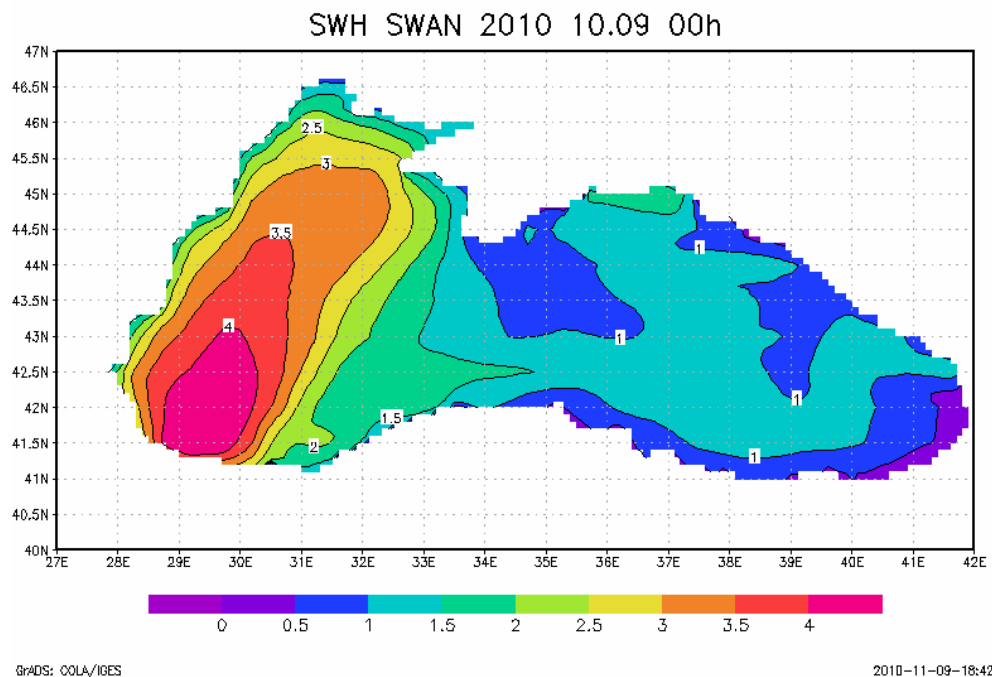 SWH SWAN 2010 10.09 00h
47N
46.5N
46N
2.5
45.5N
3
45N
44.5N
3.5
44N
43.5N
4
43N
1
1
42.5N
42N
1
1.5
41.5N
2
1
41N
40.5N
40N
27E 28E 29E 30E 31E 32E 33E 34E 35E 36E 37E 38E 39E 40E 41E 42E
0 0.5 1 1.5 2 2.5 3 3.5 4
GrADS: COLA/IGES
2010-11-09-18:42